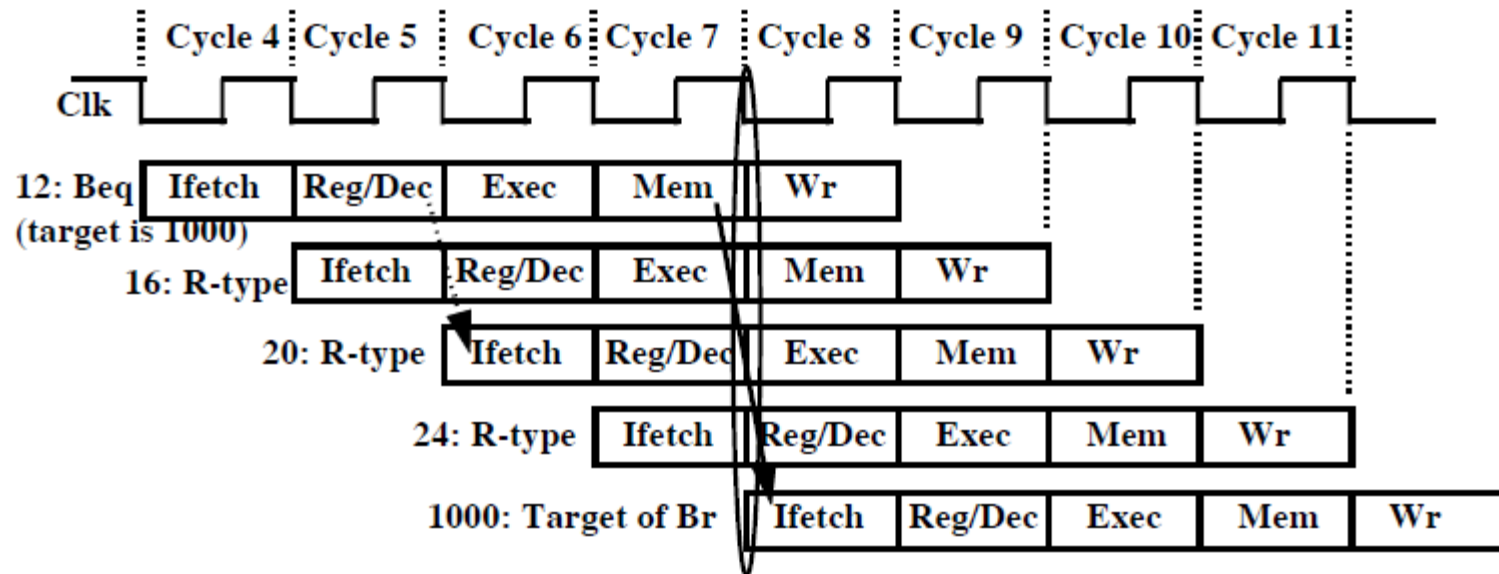 Cycle 4 Cycle 5 Cycle 6 Cycle 7 Cycle 8 Cycle 9 Cycle 10 Cycle 11
Clk
12: Beq Ifetch Reg/Dec Exec Mem Wr
(target is 1000)
16: R-type Ifetch Reg/Dec Exec Mem Wr
20: R-type Ifetch Reg/Dec Exec Mem Wr
24: R-type Ifetch Reg/Dec Exec Mem Wr
1000: Target of Br Ifetch Reg/Dec Exec Mem Wr